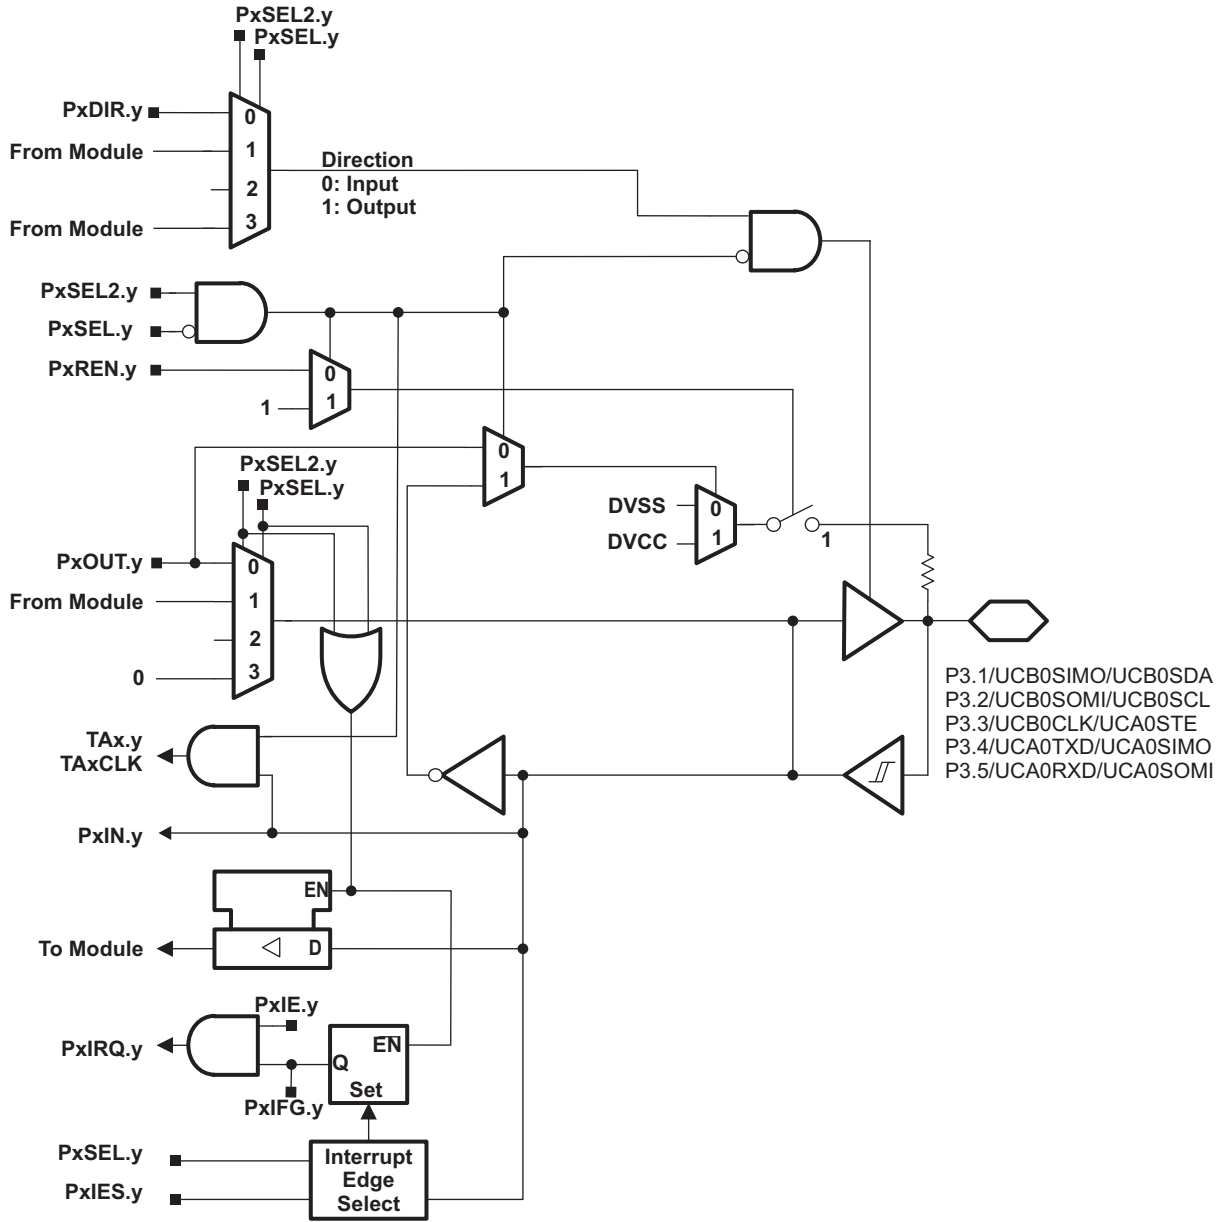 PxSEL2.y
PxSEL.y
PxDIR.y
0
From Module
1
2
From Module
3
Direction
0: Input
1: Output
PxSEL2.y
PxSEL.y
PxREN.y
0
1
1
0
1
PxSEL2.y
PxSEL.y
DVSS
0
DVCC
1
1
PxOUT.y
0
From Module
1
2
0
3
P3.1/UCB0SIMO/UCB0SDA
P3.2/UCB0SOMI/UCB0SCL
P3.3/UCB0CLK/UCA0STE
P3.4/UCA0TXD/UCA0SIMO
P3.5/UCA0RXD/UCA0SOMI
TAx.y
TAxCLK
PxIN.y
EN
To Module
D
PxIE.y
PxIRQ.y
EN
Q
Set
PxIFG.y
PxSEL.y
PxIES.y
Interrupt
Edge
Select